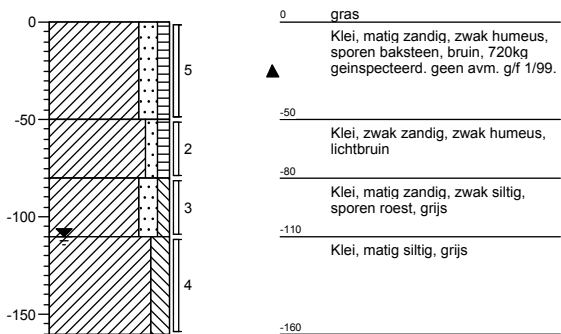 0
-50
-100
-150
5
2
3
4
0 gras
Klei, matig zandig, zwak humeus,
sporen baksteen, bruin, 720kg
geinspecteerd. geen avm. g/f 1/99.
-50
Klei, zwak zandig, zwak humeus,
lichtbruin
-80
Klei, matig zandig, zwak siltig,
sporen roest, grijs
-110
Klei, matig siltig, grijs
-160